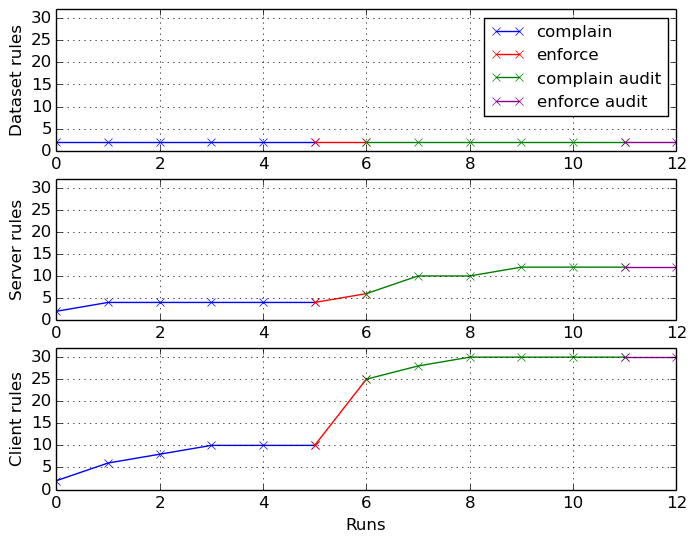 Dataset rules
30
25
20
15
10
5
0
0 2 4 6 8 10 12
complain
enforce
complain audit
enforce audit
Server rules
30
25
20
15
10
5
0
0 2 4 6 8 10 12
Client rules
30
25
20
15
10
5
0
0 2 4 6 8 10 12
Runs